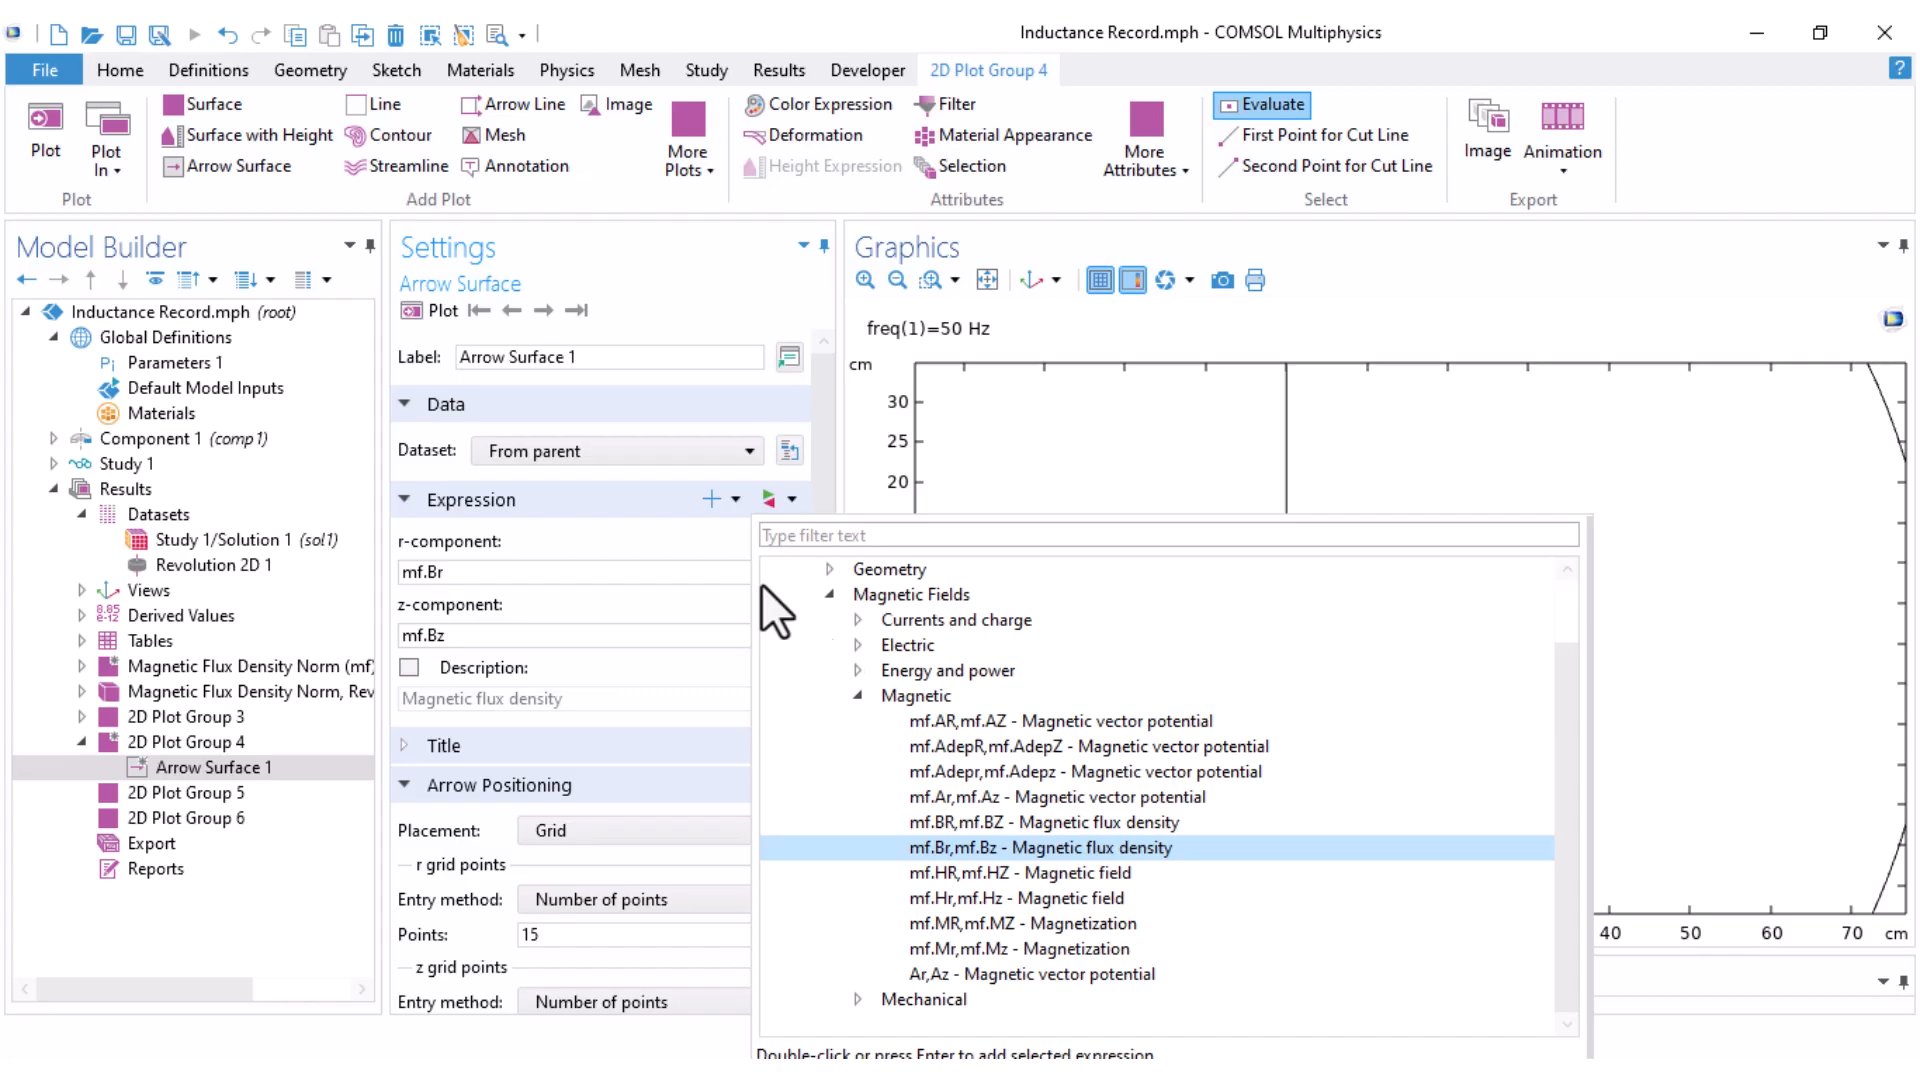 Inductance Record.mph - COMSOL Multiphysics
File
Home
Definitions
Geometry
Sketch
Materials
Physics
Mesh
Study
Results
Developer
2D Plot Group 4
?
Plot
Plot In
Plot
Surface
Surface with Height
Arrow Surface
Line
Contour
Streamline
Arrow Line
Mesh
Annotation
Image
More Plots
Add Plot
Color Expression
Deformation
Height Expression
Filter
Material Appearance
Selection
More Attributes
Attributes
Evaluate
First Point for Cut Line
Second Point for Cut Line
Select
Image
Animation
Export
Model Builder
Inductance Record.mph (root)
Global Definitions
Pi Parameters 1
Default Model Inputs
Materials
Component 1 (comp1)
Study 1
Results
Datasets
Study 1/Solution 1 (sol1)
Revolution 2D 1
Views
8.85 e-12 Derived Values
Tables
Magnetic Flux Density Norm (mf)
Magnetic Flux Density Norm, Rev
2D Plot Group 3
2D Plot Group 4
Arrow Surface 1
2D Plot Group 5
2D Plot Group 6
Export
Reports
Settings
Arrow Surface
Plot
Label: Arrow Surface 1
Data
Dataset: From parent
Expression
r-component:
mf.Br
z-component:
mf.Bz
Description:
Magnetic flux density
Title
Arrow Positioning
Placement: Grid
r grid points
Entry method: Number of points
Points: 15
z grid points
Entry method: Number of points
Graphics
freq(1)=50 Hz
cm
30
25
20
40 50 60 70 cm
Type filter text
Geometry
Magnetic Fields
Currents and charge
Electric
Energy and power
Magnetic
mf.AR,mf.AZ - Magnetic vector potential
mf.AdepR,mf.AdepZ - Magnetic vector potential
mf.Adepr,mf.Adepz - Magnetic vector potential
mf.Ar,mf.Az - Magnetic vector potential
mf.BR,mf.BZ - Magnetic flux density
mf.Br,mf.Bz - Magnetic flux density
mf.HR,mf.HZ - Magnetic field
mf.Hr,mf.Hz - Magnetic field
mf.MR,mf.MZ - Magnetization
mf.Mr,mf.Mz - Magnetization
Ar,Az - Magnetic vector potential
Mechanical
Double-click or press Enter to add selected expression